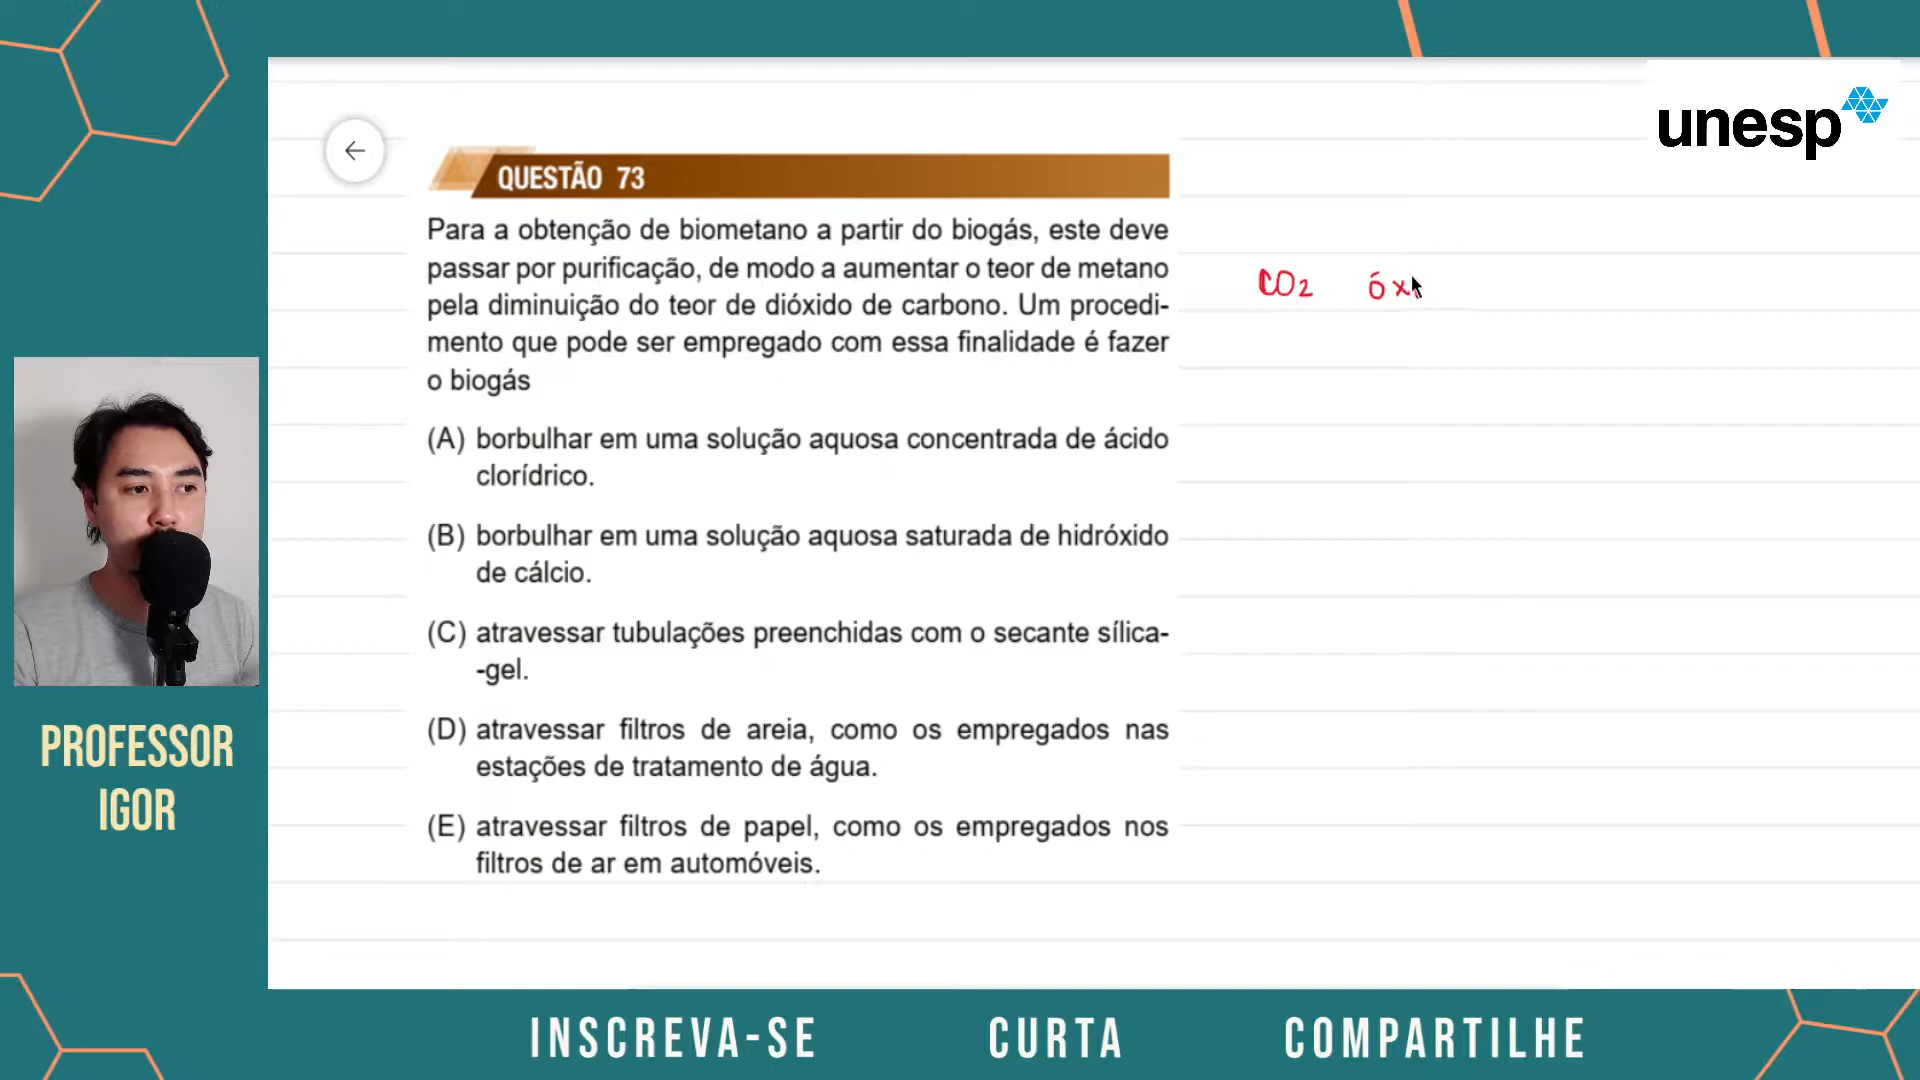 unesp
QUESTÃO 73
Para a obtenção de biometano a partir do biogás, este deve
passar por purificação, de modo a aumentar o teor de metano
pela diminuição do teor de dióxido de carbono. Um procedi-
mento que pode ser empregado com essa finalidade é fazer
o biogás
CO2 óx
(A) borbulhar em uma solução aquosa concentrada de ácido
clorídrico.
(B) borbulhar em uma solução aquosa saturada de hidróxido
de cálcio.
(C) atravessar tubulações preenchidas com o secante sílica-
-gel.
(D) atravessar filtros de areia, como os empregados nas
estações de tratamento de água.
(E) atravessar filtros de papel, como os empregados nos
filtros de ar em automóveis.
PROFESSOR
IGOR
INSCREVA-SE CURTA COMPARTILHE